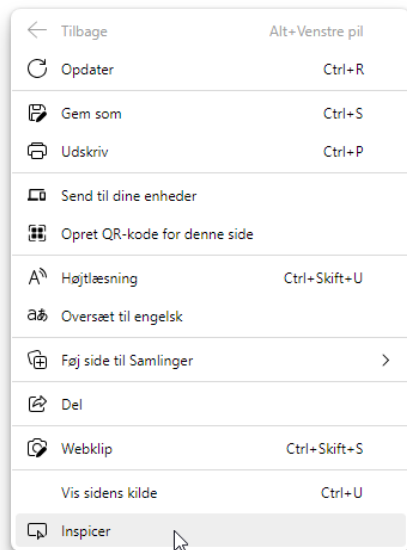 Tilbage Alt+Venstre pil
Opdater Ctrl+R
Gem som Ctrl+S
Udskriv Ctrl+P
Send til dine enheder
Opret QR-kode for denne side
Højtlæsning Ctrl+Skift+U
Oversæt til engelsk
Føj side til Samlinger
Del
Webklip Ctrl+Skift+S
Vis sidens kilde Ctrl+U
Inspicer